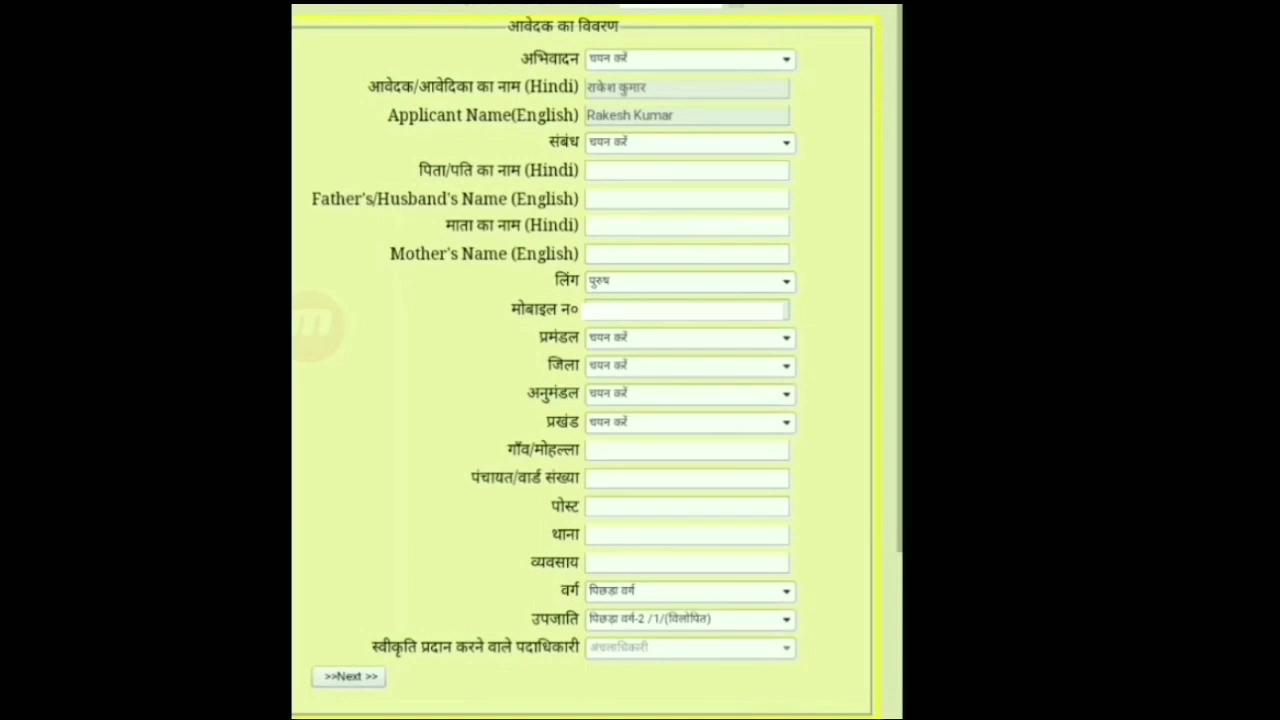 आवेदक का विवरण
अभिवादन चयन करें
आवेदक/आवेदिका का नाम (Hindi) राकेश कुमार
Applicant Name(English) Rakesh Kumar
संबंध चयन करें
पिता/पति का नाम (Hindi)
Father's/Husband's Name (English)
माता का नाम (Hindi)
Mother's Name (English)
लिंग पुरुष
मोबाइल न०
प्रमंडल चयन करें
जिला चयन करें
अनुमंडल चयन करें
प्रखंड चयन करें
गाँव/मोहल्ला
पंचायत/वार्ड संख्या
पोस्ट
थाना
व्यवसाय
वर्ग पिछड़ा वर्ग
उपजाति पिछड़ा वर्ग-2 /1/(विलोपित)
स्वीकृति प्रदान करने वाले पदाधिकारी अंचलाधिकारी
>>Next >>